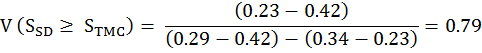 V (S_SD ≥ S_TMC) = (0.23 − 0.42) / ((0.29 − 0.42) − (0.34 − 0.23)) = 0.79